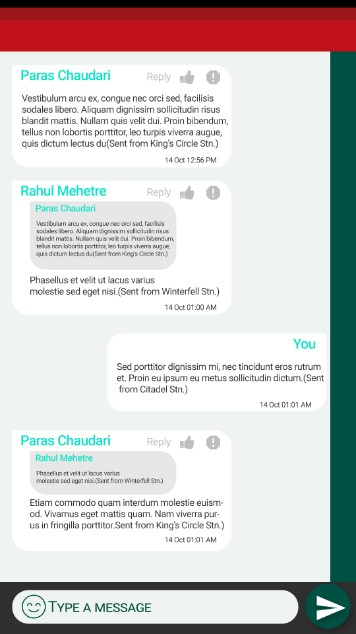 Paras Chaudari Reply
Vestibulum arcu ex, congue nec orci sed, facilisis
sodales libero. Aliquam dignissim sollicitudin risus
blandit mattis. Nullam quis velit dui. Proin bibendum,
tellus non lobortis porttitor, leo turpis viverra augue,
quis dictum lectus du(Sent from King's Circle Stn.)
14 Oct 12:56 PM
Rahul Mehetre Reply
Paras Chaudari
Vestibulum arcu ex, congue nec orci sed, facilisis
sodales libero. Aliquam dignissim sollicitudin risus
blandit mattis. Nullam quis velit dui. Proin bibendum,
tellus non lobortis porttitor, leo turpis viverra augue,
quis dictum lectus du(Sent from King's Circle Stn.)
Phasellus et velit ut lacus varius
molestie sed eget nisi.(Sent from Winterfell Stn.)
14 Oct 01:00 AM
You
Sed porttitor dignissim mi, nec tincidunt eros rutrum
et. Proin eu ipsum eu metus sollicitudin dictum.(Sent
from Citadel Stn.)
14 Oct 01:01 AM
Paras Chaudari Reply
Rahul Mehetre
Phasellus et velit ut lacus varius
molestie sed eget nisi.(Sent from Winterfell Stn.)
Etiam commodo quam interdum molestie euism-
od. Vivamus eget mattis quam. Nam viverra pur-
us in fringilla porttitor.Sent from King's Circle Stn.)
14 Oct 01:01 AM
TYPE A MESSAGE